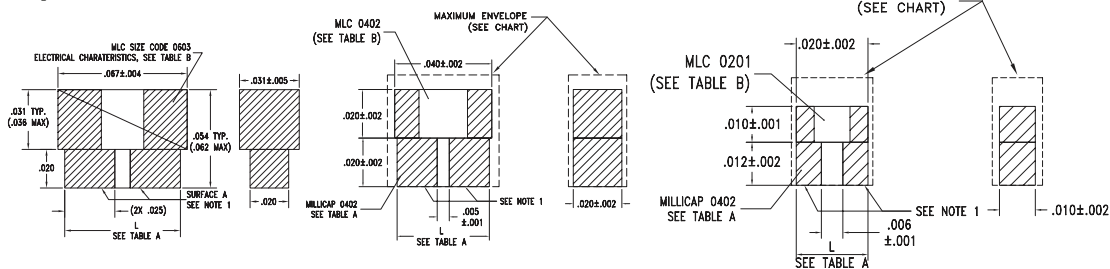 MLC SIZE CODE 0603
ELECTRICAL CHARATERISTICS, SEE TABLE B
.067±.004
.031±.005
.031 TYP.
(.036 MAX)
.054 TYP.
(.062 MAX)
.020
(2X .025)
SURFACE A
SEE NOTE 1
.020
L
SEE TABLE A
MLC 0402
(SEE TABLE B)
MAXIMUM ENVELOPE
(SEE CHART)
.040±.002
.020±.002
.020±.002
MILLICAP 0402
SEE TABLE A
.005
±.001
SEE NOTE 1
.020±.002
L
SEE TABLE A
(SEE CHART)
.020±.002
MLC 0201
(SEE TABLE B)
.010±.001
.012±.002
MILLICAP 0402
SEE TABLE A
SEE NOTE 1
.006
±.001
.010±.002
L
SEE TABLE A